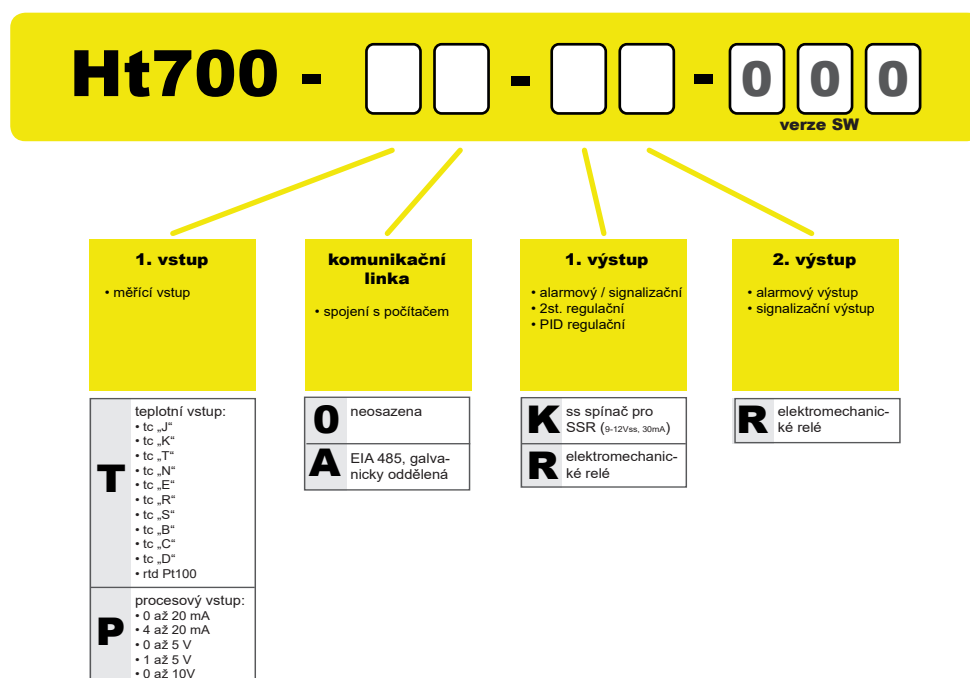 Ht700 - - - 0 0 0
verze SW
1. vstup
• měřící vstup
komunikační
linka
• spojení s počítačem
1. výstup
• alarmový / signalizační
• 2st. regulační
• PID regulační
2. výstup
• alarmový výstup
• signalizační výstup
T
teplotní vstup:
• tc „J“
• tc „K“
• tc „T“
• tc „N“
• tc „E“
• tc „R“
• tc „S“
• tc „B“
• tc „C“
• tc „D“
• rtd Pt100
P
procesový vstup:
• 0 až 20 mA
• 4 až 20 mA
• 0 až 5 V
• 1 až 5 V
• 0 až 10V
0
neosazena
A
EIA 485, galva-
nicky oddělená
K
ss spínač pro
SSR (9-12Vss, 30mA)
R
elektromechanic-
ké relé
R
elektromechanic-
ké relé